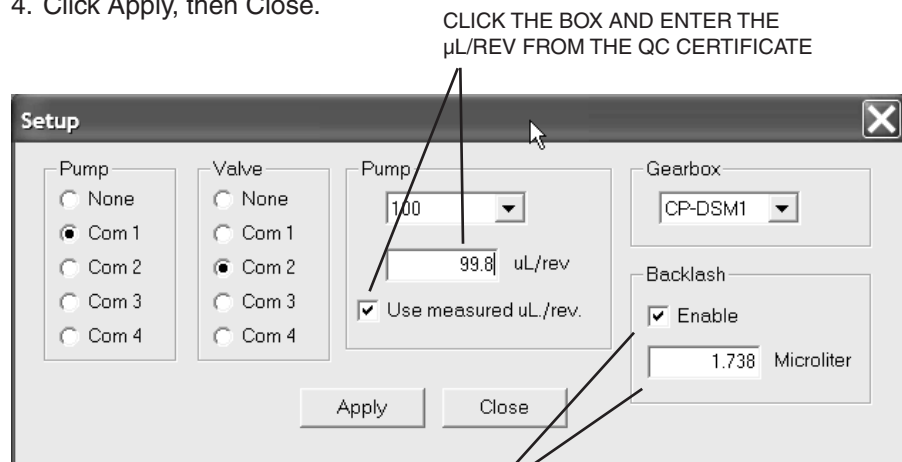 4. Click Apply, then Close.
CLICK THE BOX AND ENTER THE
µL/REV FROM THE QC CERTIFICATE
Setup
Pump
None
Com 1
Com 2
Com 3
Com 4
Valve
None
Com 1
Com 2
Com 3
Com 4
Pump
100
99.8 uL/rev
Use measured uL./rev.
Gearbox
CP-DSM1
Backlash
Enable
1.738 Microliter
Apply Close